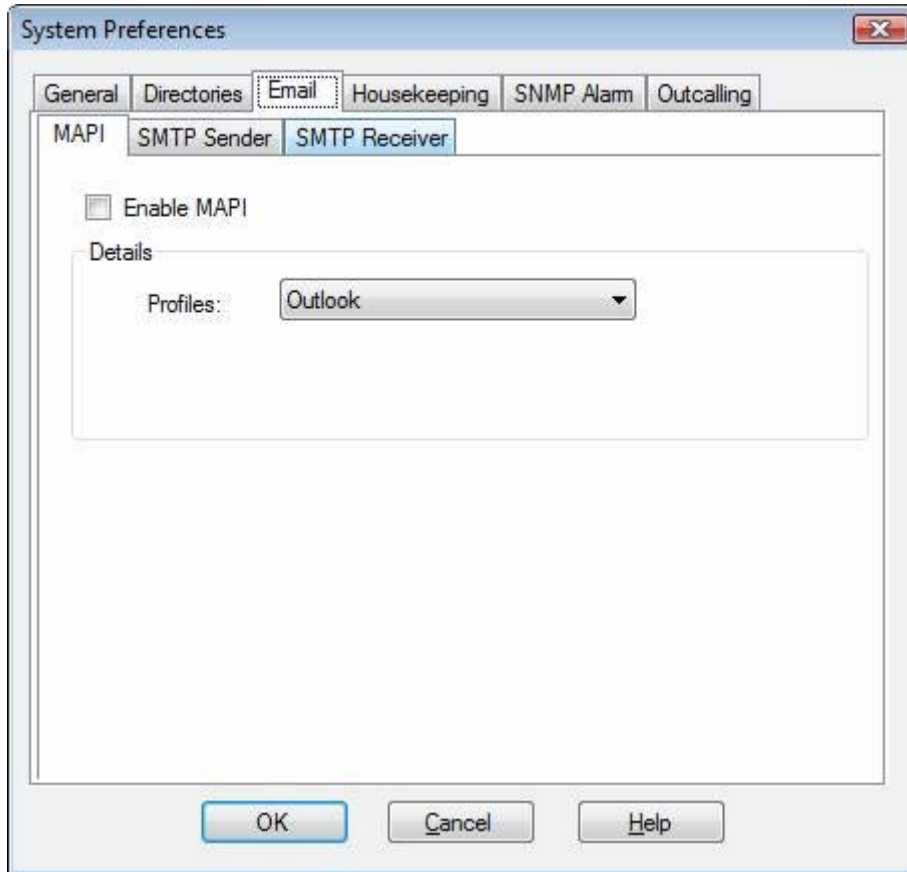 System Preferences
General Directories Email Housekeeping SNMP Alarm Outcalling
MAPI SMTP Sender SMTP Receiver
Enable MAPI
Details
Profiles: Outlook
OK Cancel Help